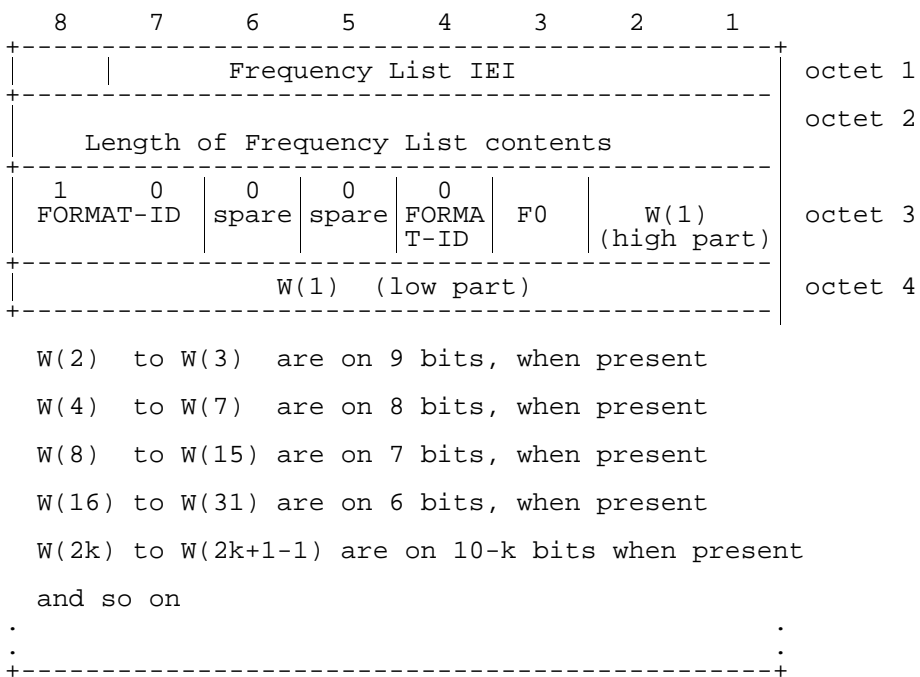 8 7 6 5 4 3 2 1
+-----------------------------------------------+
Frequency List IEI octet 1
+-----------------------------------------------
octet 2
Length of Frequency List contents
+-----------------------------------------------
1 0 0 0 0
FORMAT-ID spare spare FORMA F0 W(1) octet 3
T-ID (high part)
+-----------------------------------------------
W(1) (low part) octet 4
+-----------------------------------------------
W(2) to W(3) are on 9 bits, when present
W(4) to W(7) are on 8 bits, when present
W(8) to W(15) are on 7 bits, when present
W(16) to W(31) are on 6 bits, when present
W(2k) to W(2k+1-1) are on 10-k bits when present
and so on
. .
. .
+-----------------------------------------------+